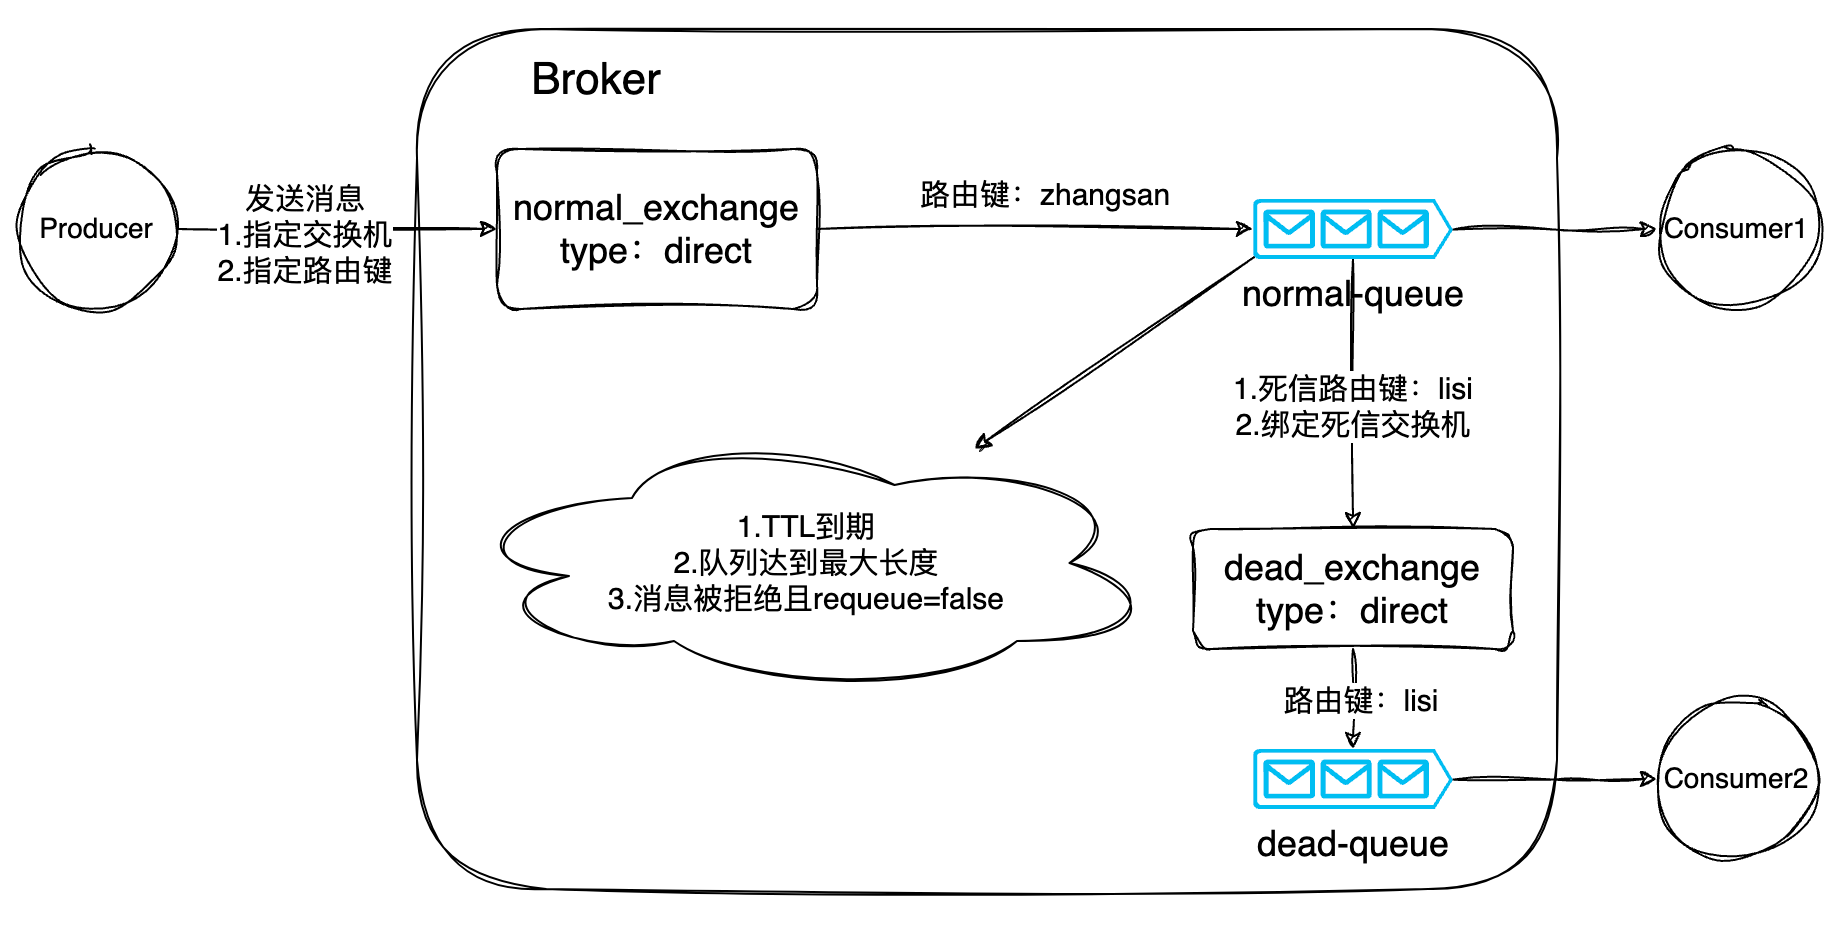 Broker
Producer
发送消息
1.指定交换机
2.指定路由键
normal_exchange
type：direct
路由键：zhangsan
normal-queue
Consumer1
1.死信路由键：lisi
2.绑定死信交换机
1.TTL到期
2.队列达到最大长度
3.消息被拒绝且requeue=false
dead_exchange
type：direct
路由键：lisi
dead-queue
Consumer2